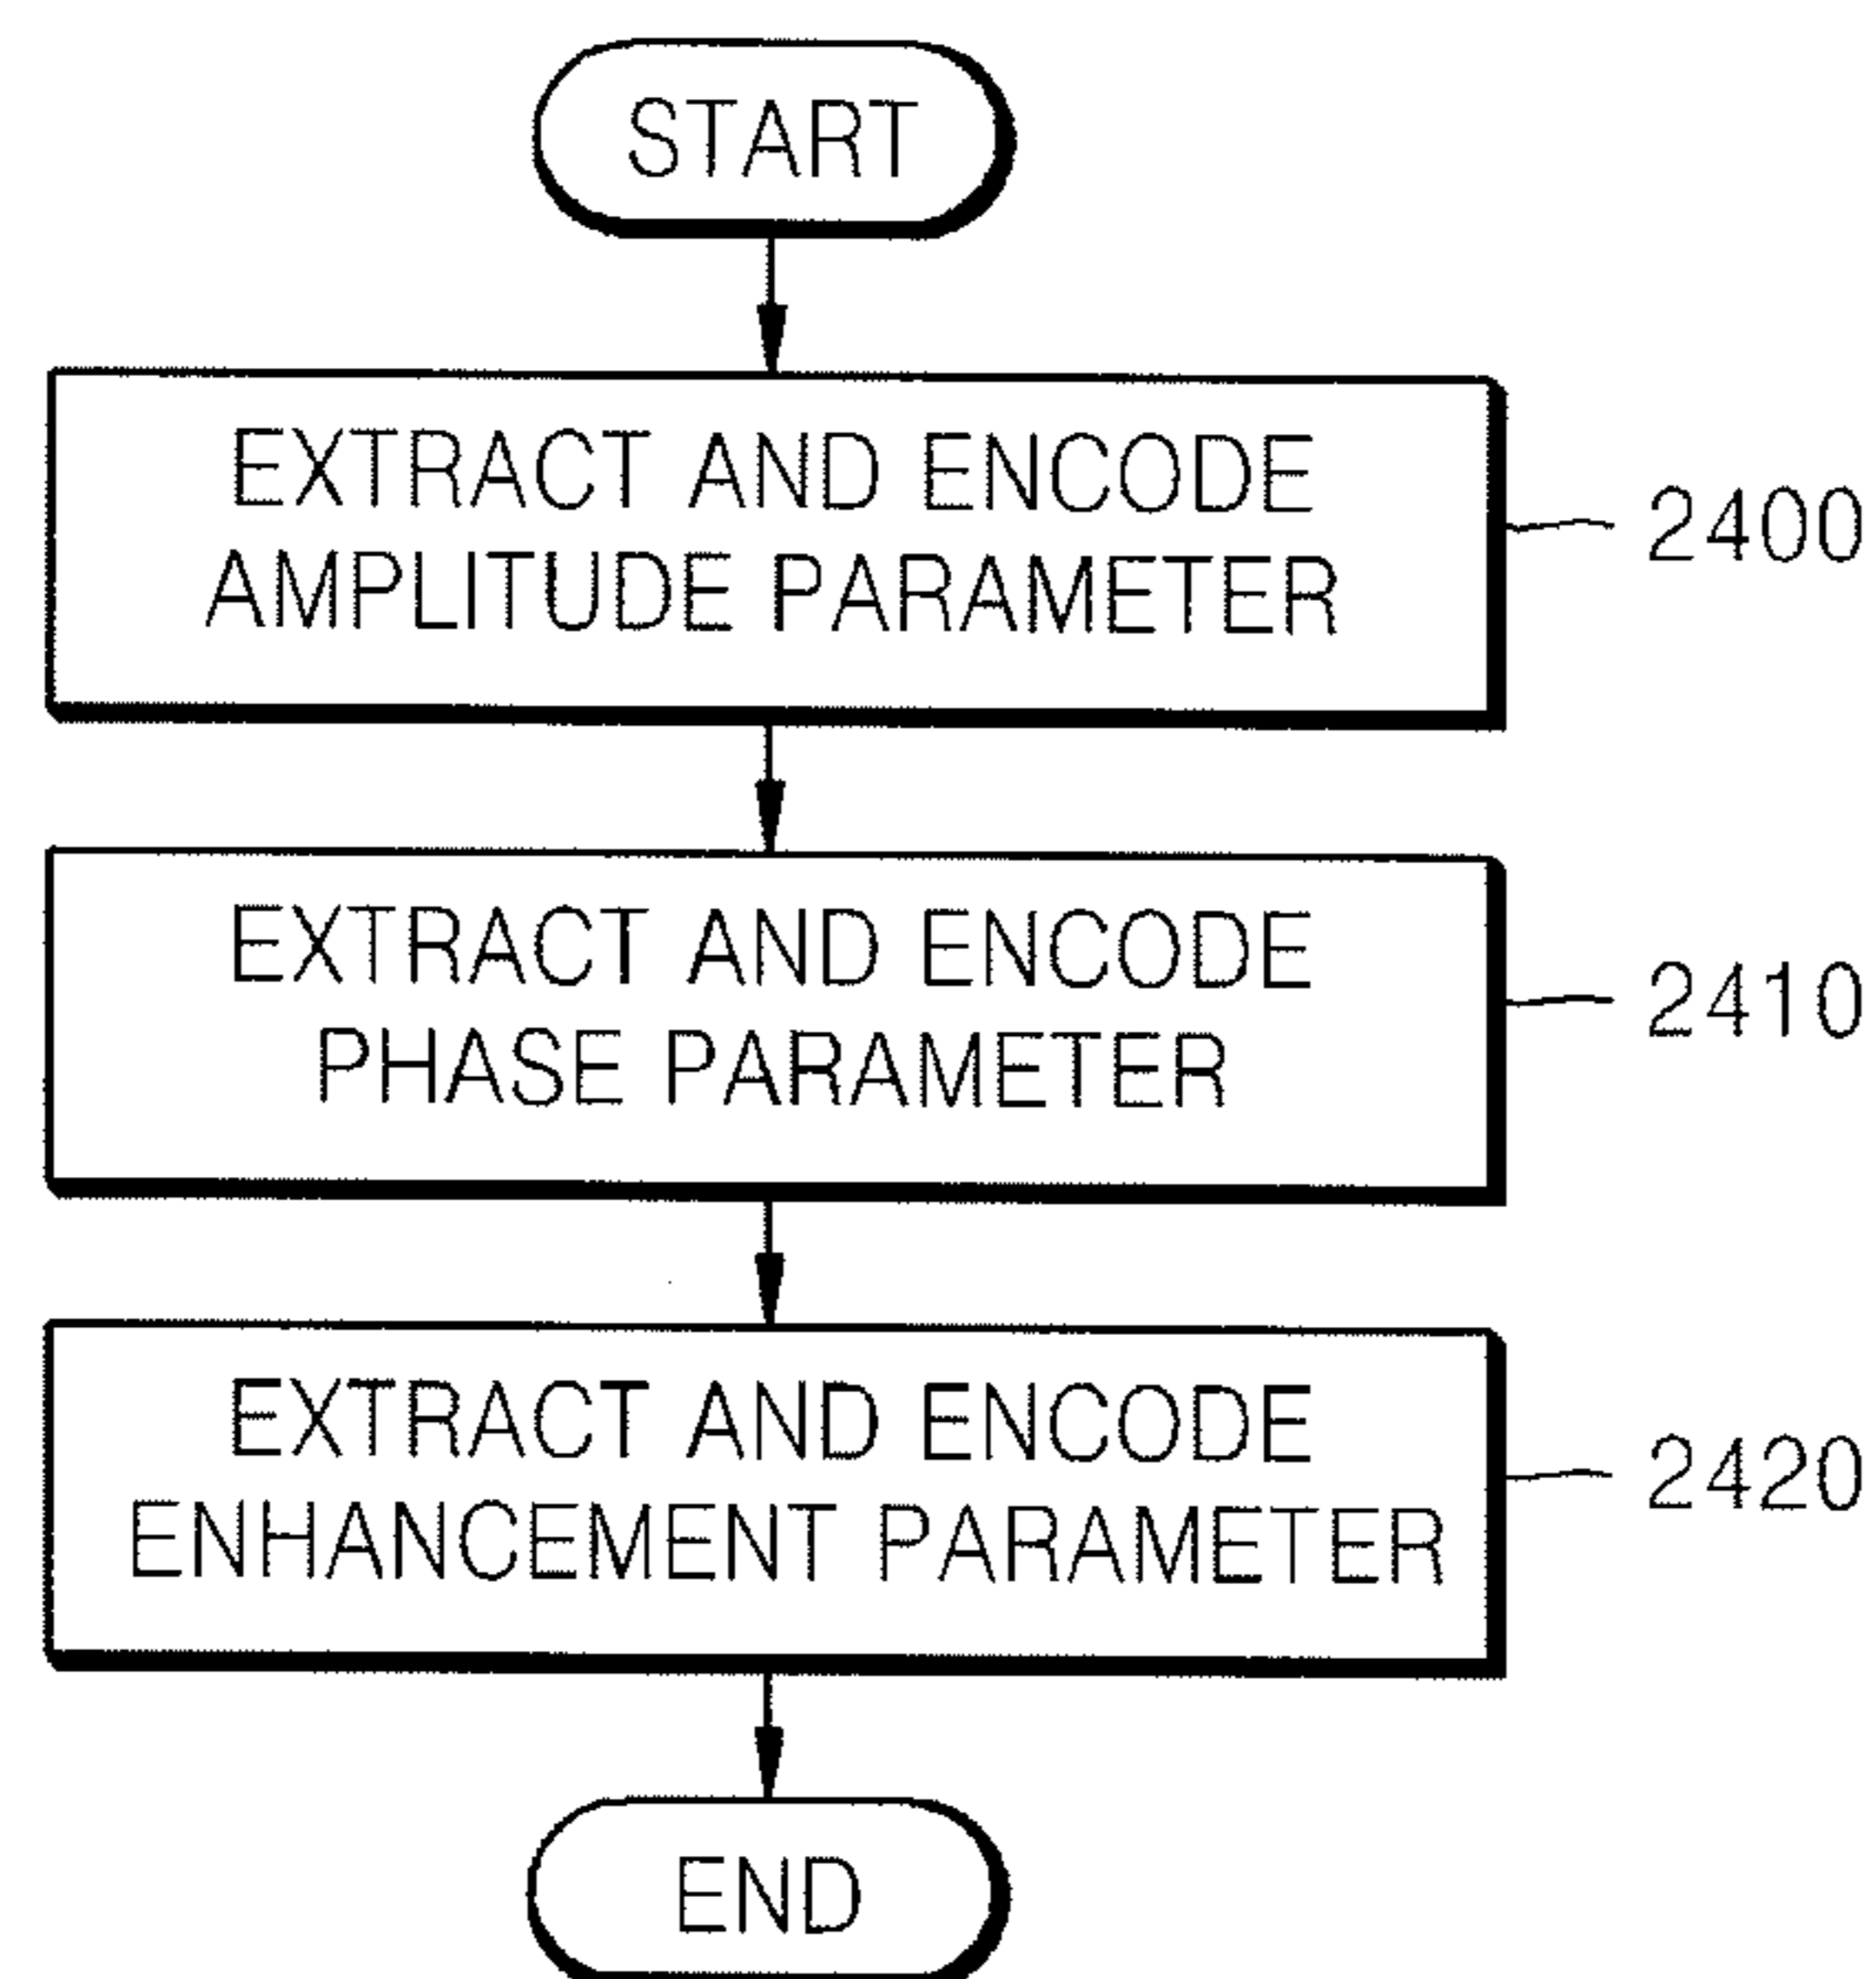 START
EXTRACT AND ENCODE
AMPLITUDE PARAMETER
2400
EXTRACT AND ENCODE
PHASE PARAMETER
2410
EXTRACT AND ENCODE
ENHANCEMENT PARAMETER
2420
END